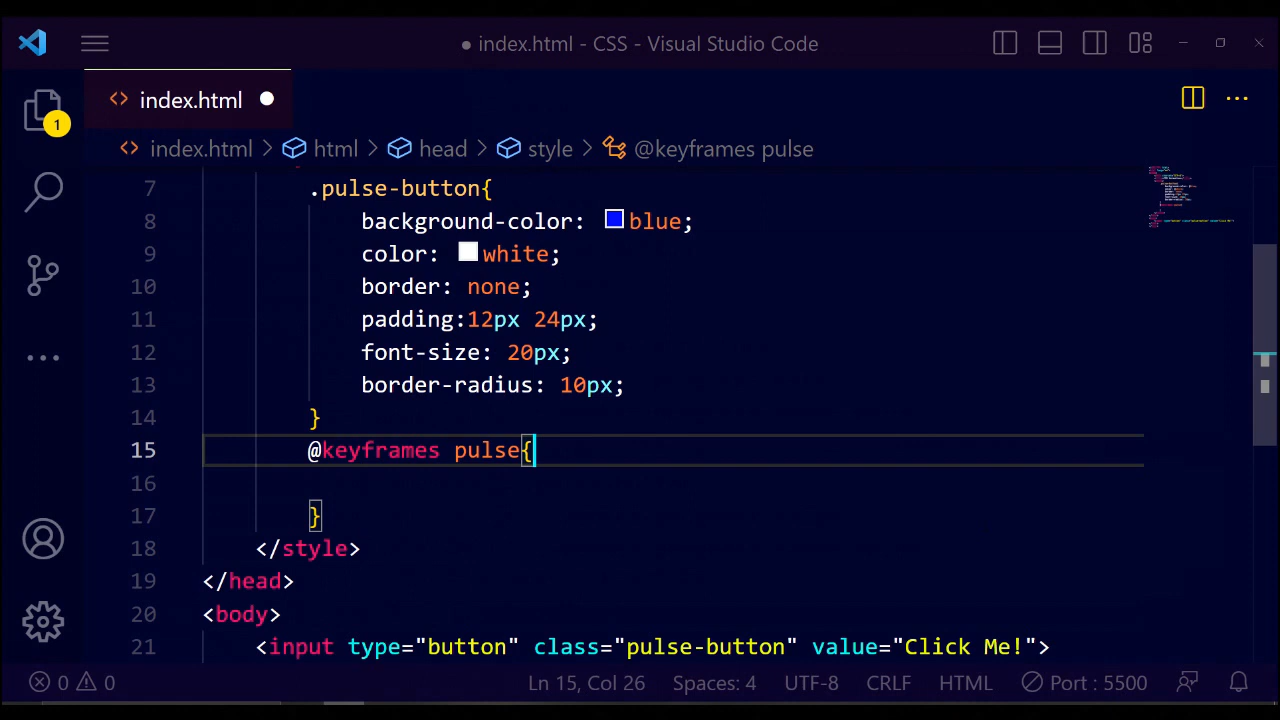 index.html - CSS - Visual Studio Code
index.html
1
index.html > html > head > style > @keyframes pulse
7 .pulse-button{
8 background-color: blue;
9 color: white;
10 border: none;
11 padding:12px 24px;
12 font-size: 20px;
13 border-radius: 10px;
14 }
15 @keyframes pulse{
16
17 }
18 </style>
19 </head>
20 <body>
21 <input type="button" class="pulse-button" value="Click Me!">
0 0 Ln 15, Col 26 Spaces: 4 UTF-8 CRLF HTML Port : 5500